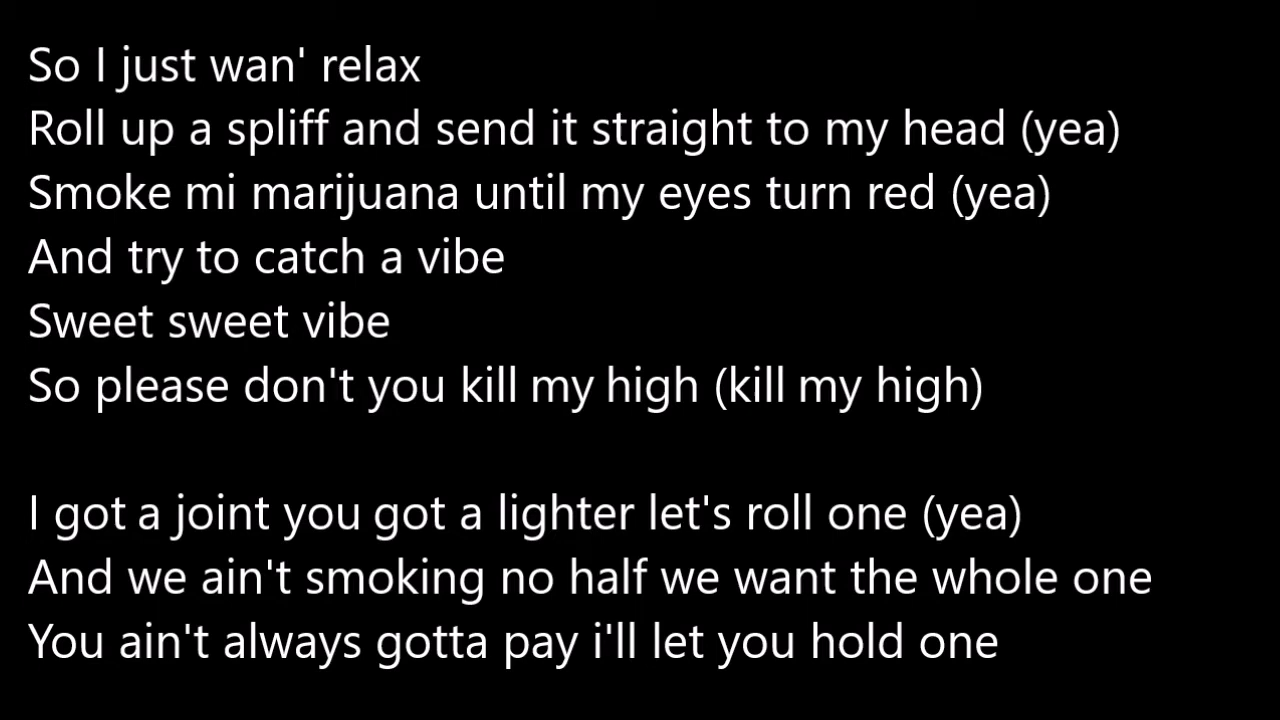 So I just wan' relax
Roll up a spliff and send it straight to my head (yea)
Smoke mi marijuana until my eyes turn red (yea)
And try to catch a vibe
Sweet sweet vibe
So please don't you kill my high (kill my high)
I got a joint you got a lighter let's roll one (yea)
And we ain't smoking no half we want the whole one
You ain't always gotta pay i'll let you hold one